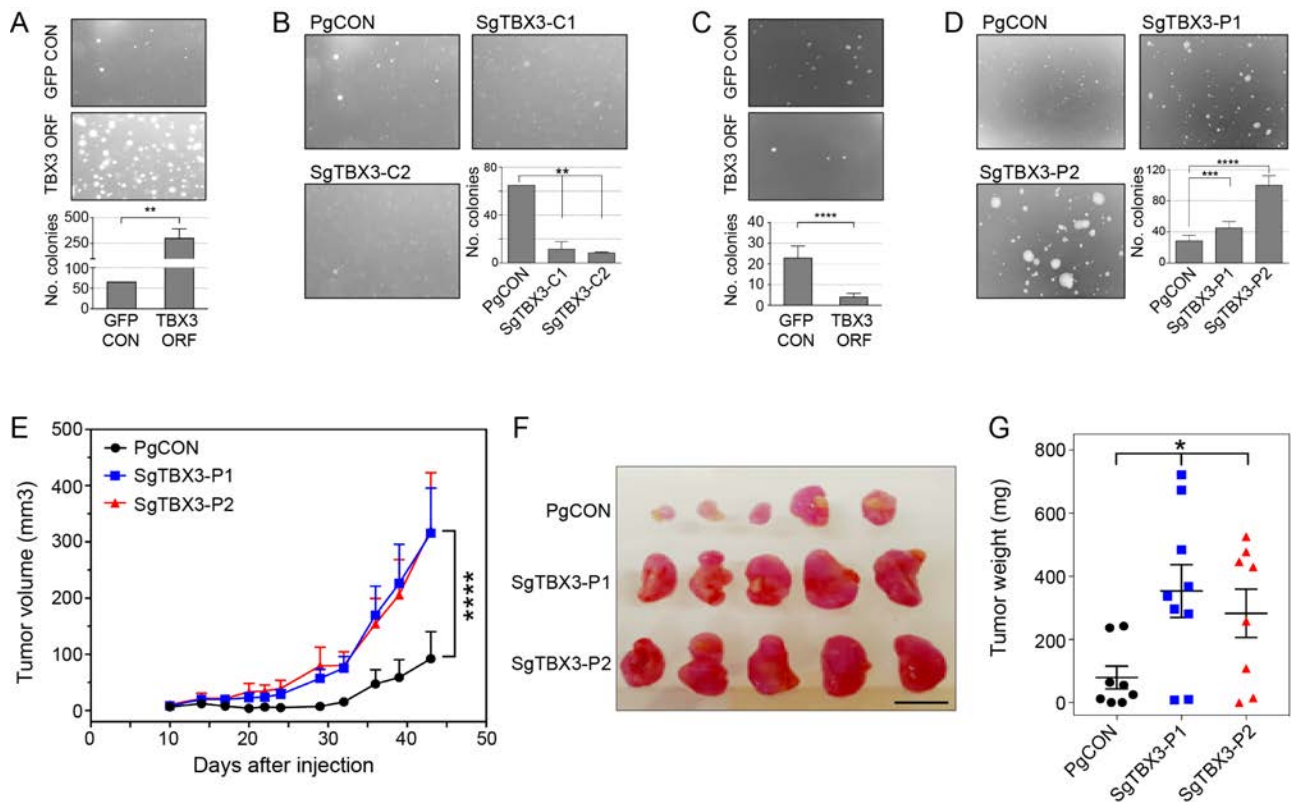 A
GFP CON
TBX3 ORF
No. colonies
500
250
100
50
0
**
GFP
CON
TBX3
ORF
B
PgCON
SgTBX3-C1
SgTBX3-C2
No. colonies
80
40
0
**
PgCON
SgTBX3-C1
SgTBX3-C2
C
GFP CON
TBX3 ORF
No. colonies
40
30
20
10
0
****
GFP
CON
TBX3
ORF
D
PgCON
SgTBX3-P1
SgTBX3-P2
No. colonies
120
80
40
0
****
***
PgCON
SgTBX3-P1
SgTBX3-P2
E
Tumor volume (mm3)
500
400
300
200
100
0
PgCON
SgTBX3-P1
SgTBX3-P2
****
0 10 20 30 40 50
Days after injection
F
PgCON
SgTBX3-P1
SgTBX3-P2
G
Tumor weight (mg)
800
600
400
200
0
*
PgCON
SgTBX3-P1
SgTBX3-P2